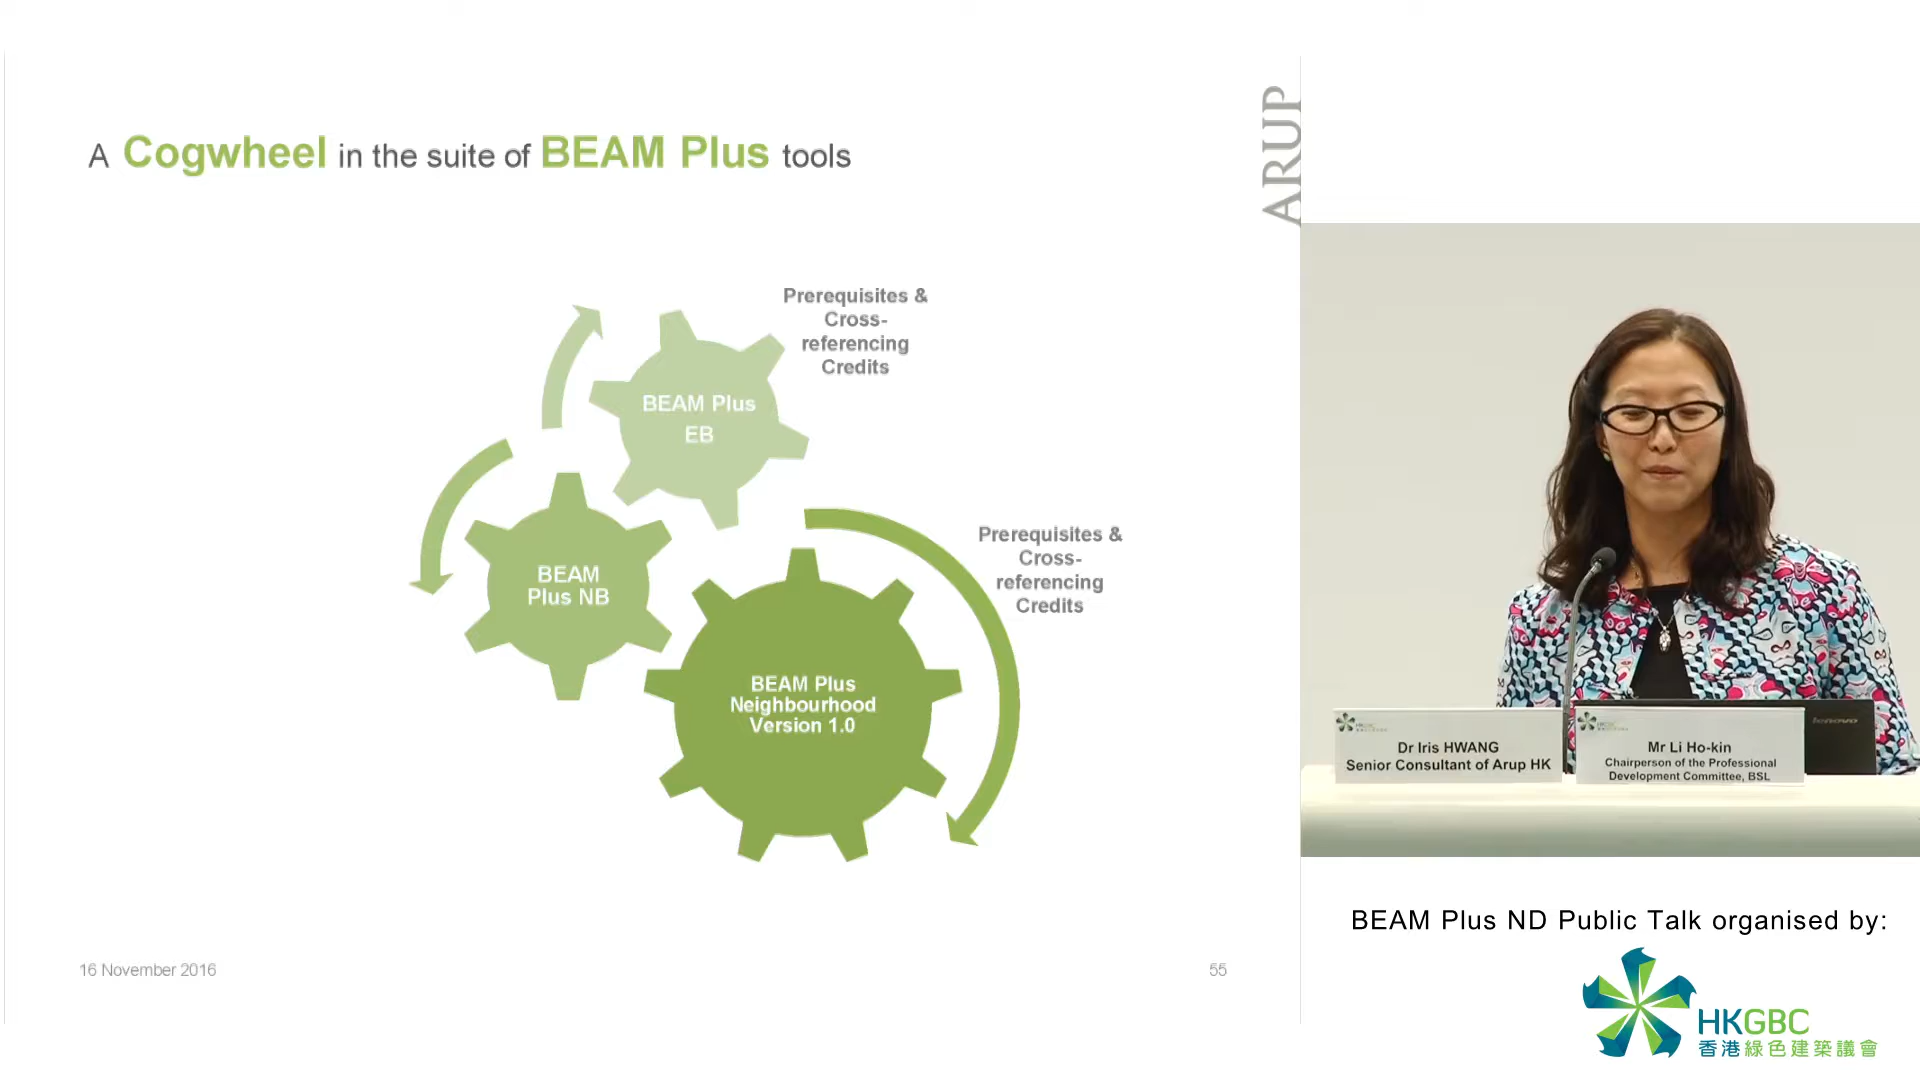 A Cogwheel in the suite of BEAM Plus tools
ARUP
Prerequisites &
Cross-
referencing
Credits
BEAM Plus
EB
BEAM
Plus NB
Prerequisites &
Cross-
referencing
Credits
BEAM Plus
Neighbourhood
Version 1.0
16 November 2016
55
lenovo
HKGBC
Dr Iris HWANG
Senior Consultant of Arup HK
HKGBC
Mr Li Ho-kin
Chairperson of the Professional
Development Committee, BSL
BEAM Plus ND Public Talk organised by:
HKGBC
香港綠色建築議會